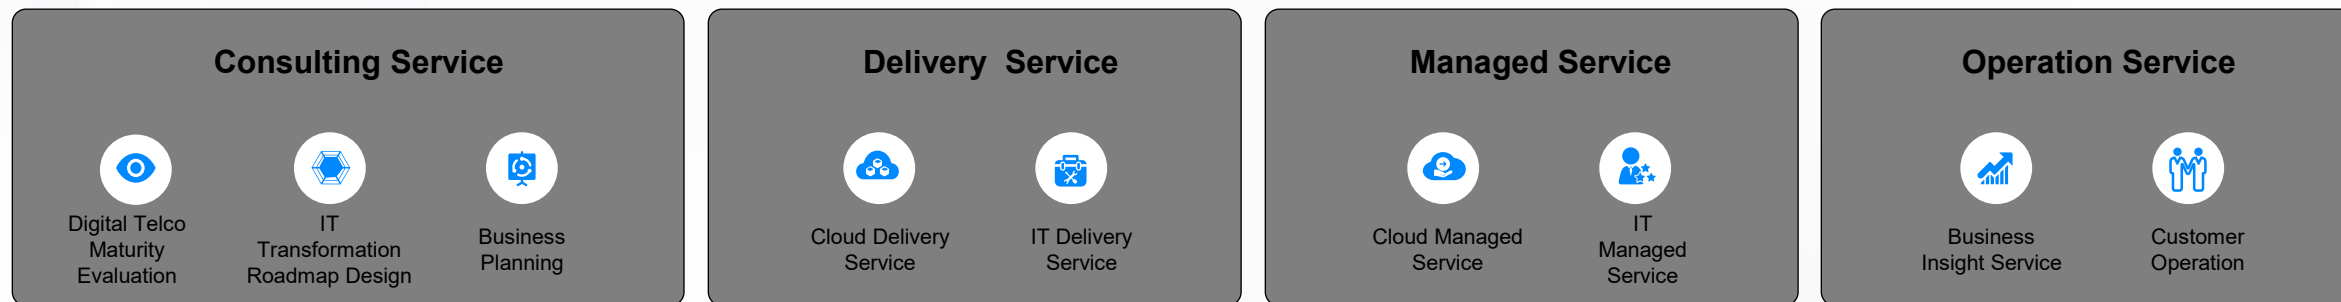 Consulting Service
Digital Telco
Maturity
Evaluation
IT
Transformation
Roadmap Design
Business
Planning
Delivery  Service
Cloud Delivery
Service
IT Delivery
Service
Managed Service
Cloud Managed
Service
IT
Managed
Service
Operation Service
Business
Insight Service
Customer
Operation